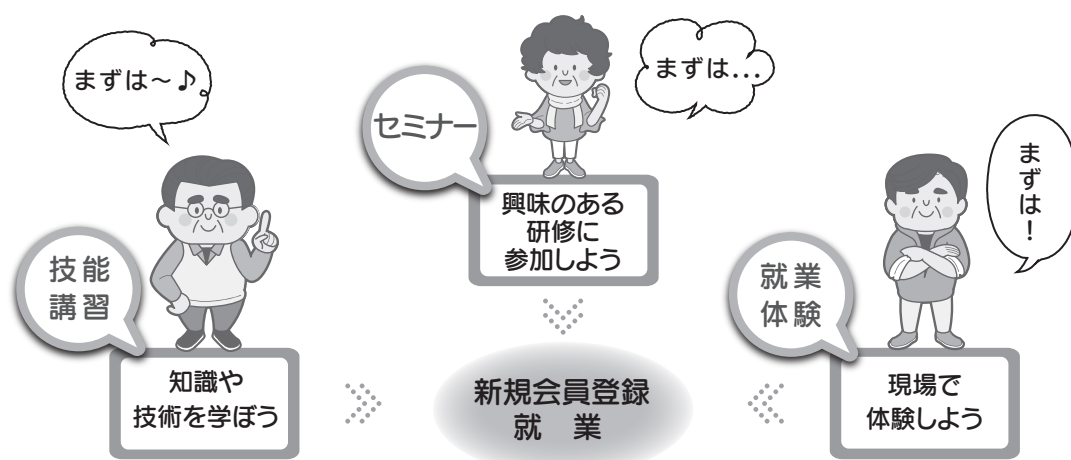 まずは～♪
技能
講習
知識や
技術を学ぼう
まずは...
セミナー
興味のある
研修に
参加しよう
まずは！
就業
体験
現場で
体験しよう
新規会員登録
就　業